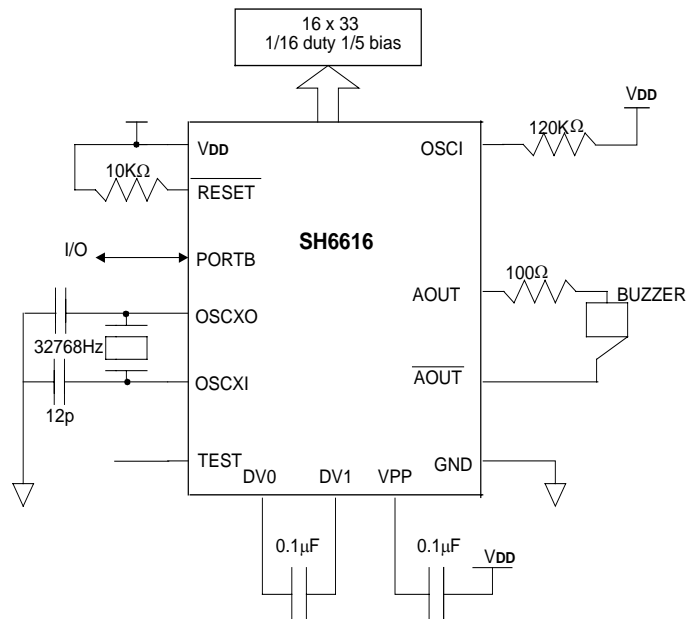 16 x 33
1/16 duty 1/5 bias
VDD
120KΩ
VDD
OSCI
10KΩ
RESET
SH6616
I/O
PORTB
100Ω
AOUT
BUZZER
OSCXO
32768Hz
AOUT
OSCXI
12p
TEST
GND
DV0
DV1
VPP
0.1μF
0.1μF
VDD